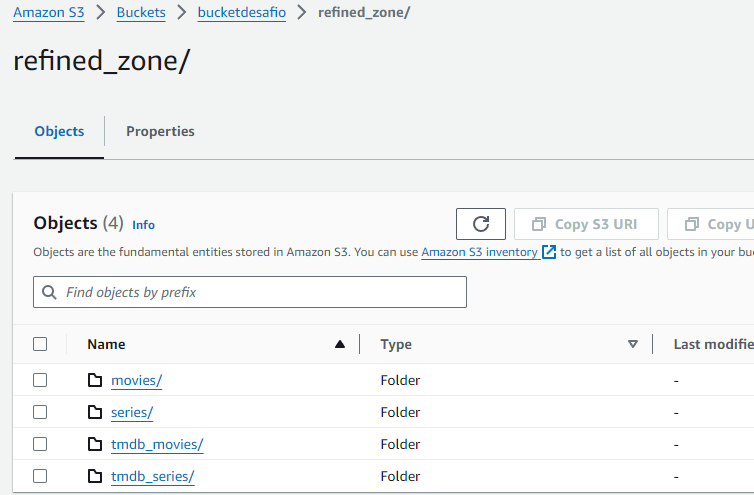 Amazon S3 > Buckets > bucketdesafio > refined_zone/
refined_zone/
Objects Properties
Objects (4) Info Copy S3 URI Copy
Objects are the fundamental entities stored in Amazon S3. You can use Amazon S3 inventory to get a list of all objects in your
Find objects by prefix
Name Type Last
movies/ Folder -
series/ Folder -
tmdb_movies/ Folder -
tmdb_series/ Folder -